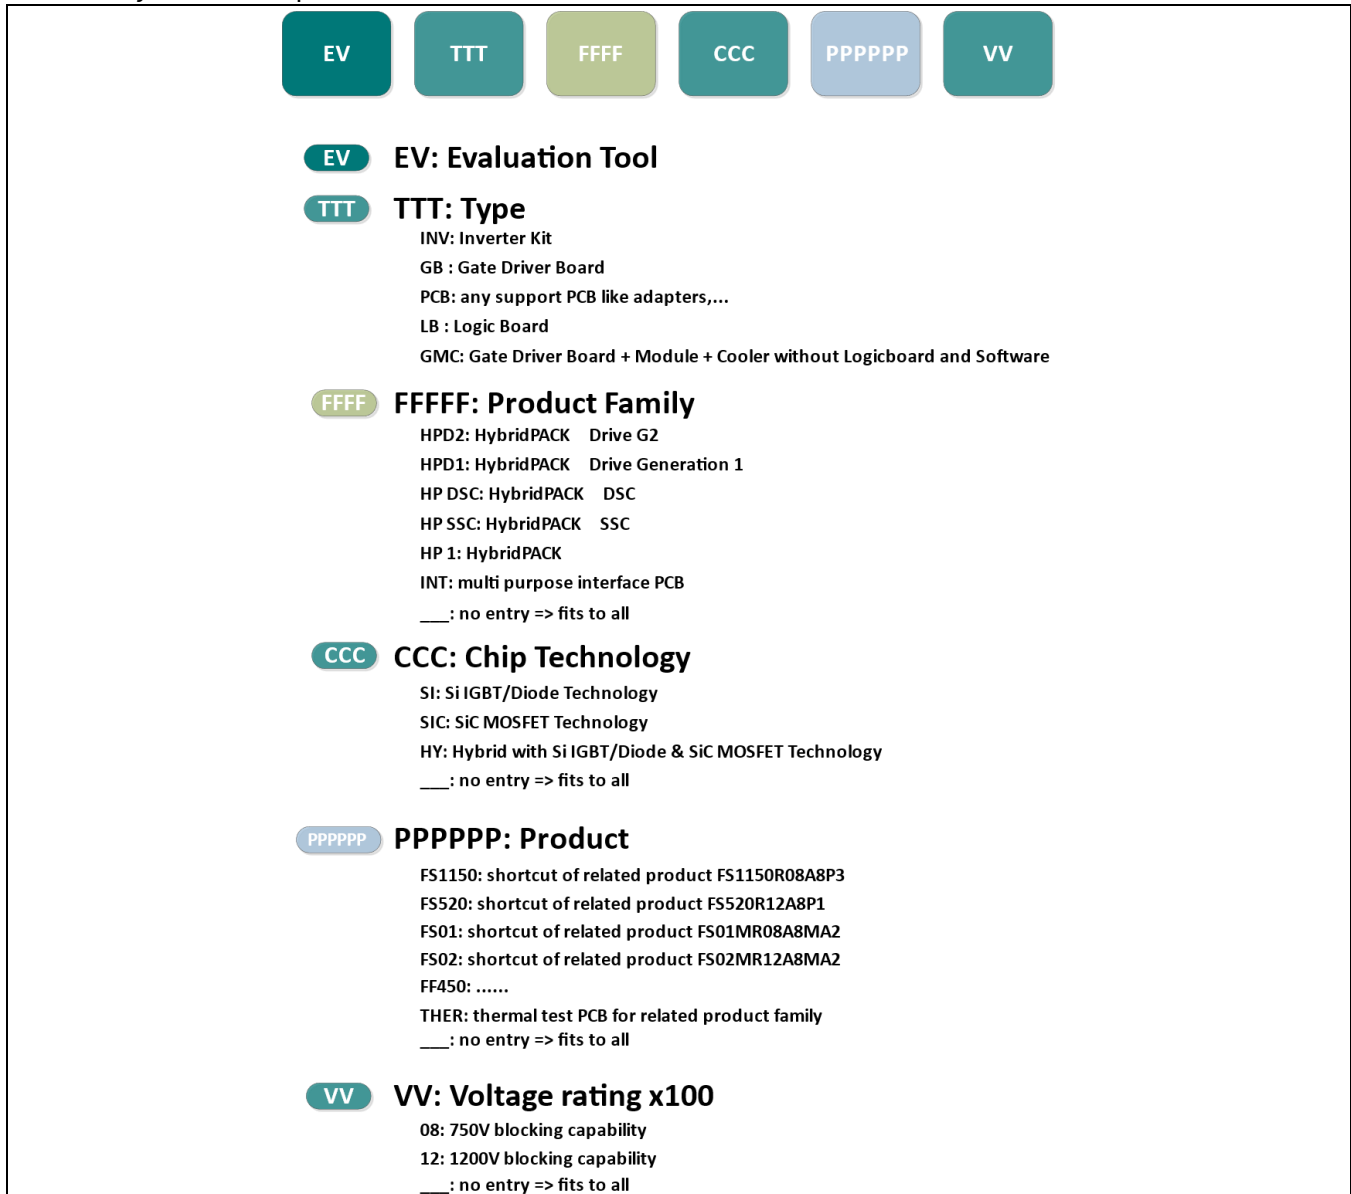 EV TTT FFFF CCC PPPPPP VV
EV EV: Evaluation Tool
TTT TTT: Type
INV: Inverter Kit
GB : Gate Driver Board
PCB: any support PCB like adapters,...
LB : Logic Board
GMC: Gate Driver Board + Module + Cooler without Logicboard and Software
FFFF FFFFF: Product Family
HPD2: HybridPACK Drive G2
HPD1: HybridPACK Drive Generation 1
HP DSC: HybridPACK DSC
HP SSC: HybridPACK SSC
HP 1: HybridPACK
INT: multi purpose interface PCB
___: no entry => fits to all
CCC CCC: Chip Technology
SI: Si IGBT/Diode Technology
SIC: SiC MOSFET Technology
HY: Hybrid with Si IGBT/Diode & SiC MOSFET Technology
___: no entry => fits to all
PPPPPP PPPPPP: Product
FS1150: shortcut of related product FS1150R08A8P3
FS520: shortcut of related product FS520R12A8P1
FS01: shortcut of related product FS01MR08A8MA2
FS02: shortcut of related product FS02MR12A8MA2
FF450: ......
THER: thermal test PCB for related product family
___: no entry => fits to all
VV VV: Voltage rating x100
08: 750V blocking capability
12: 1200V blocking capability
___: no entry => fits to all